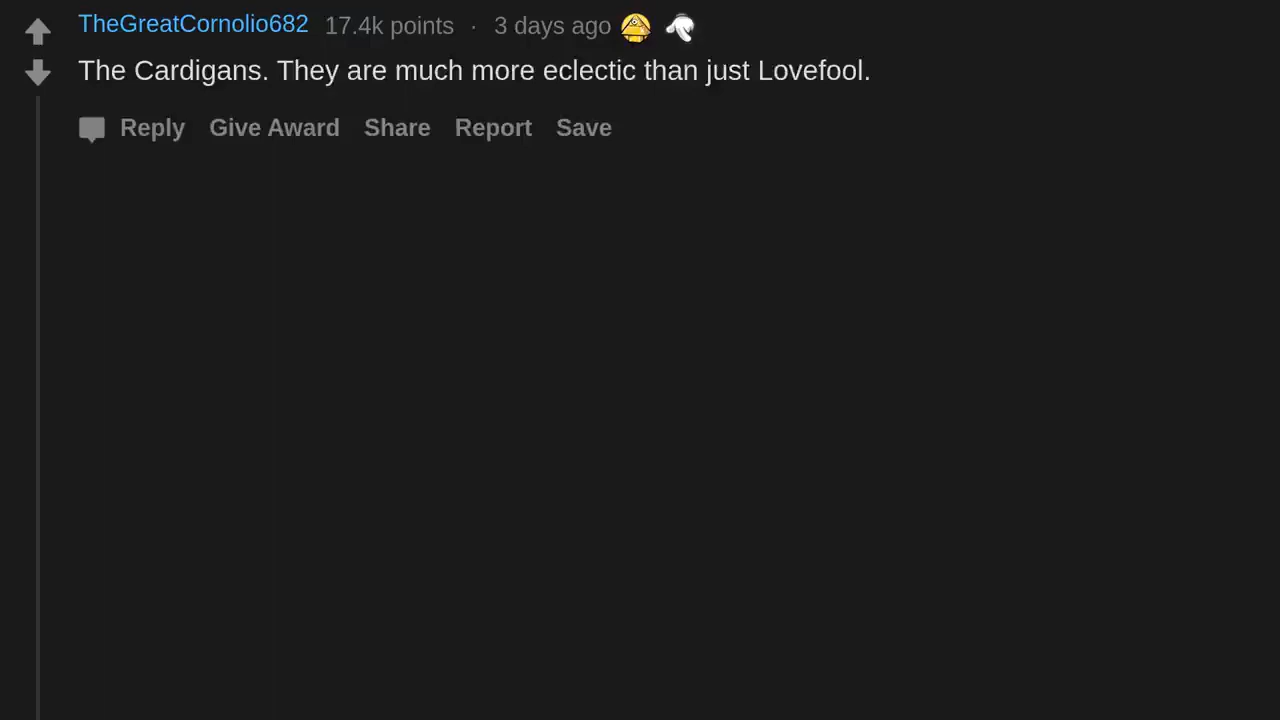 TheGreatCornolio682 17.4k points · 3 days ago
The Cardigans. They are much more eclectic than just Lovefool.
Reply Give Award Share Report Save